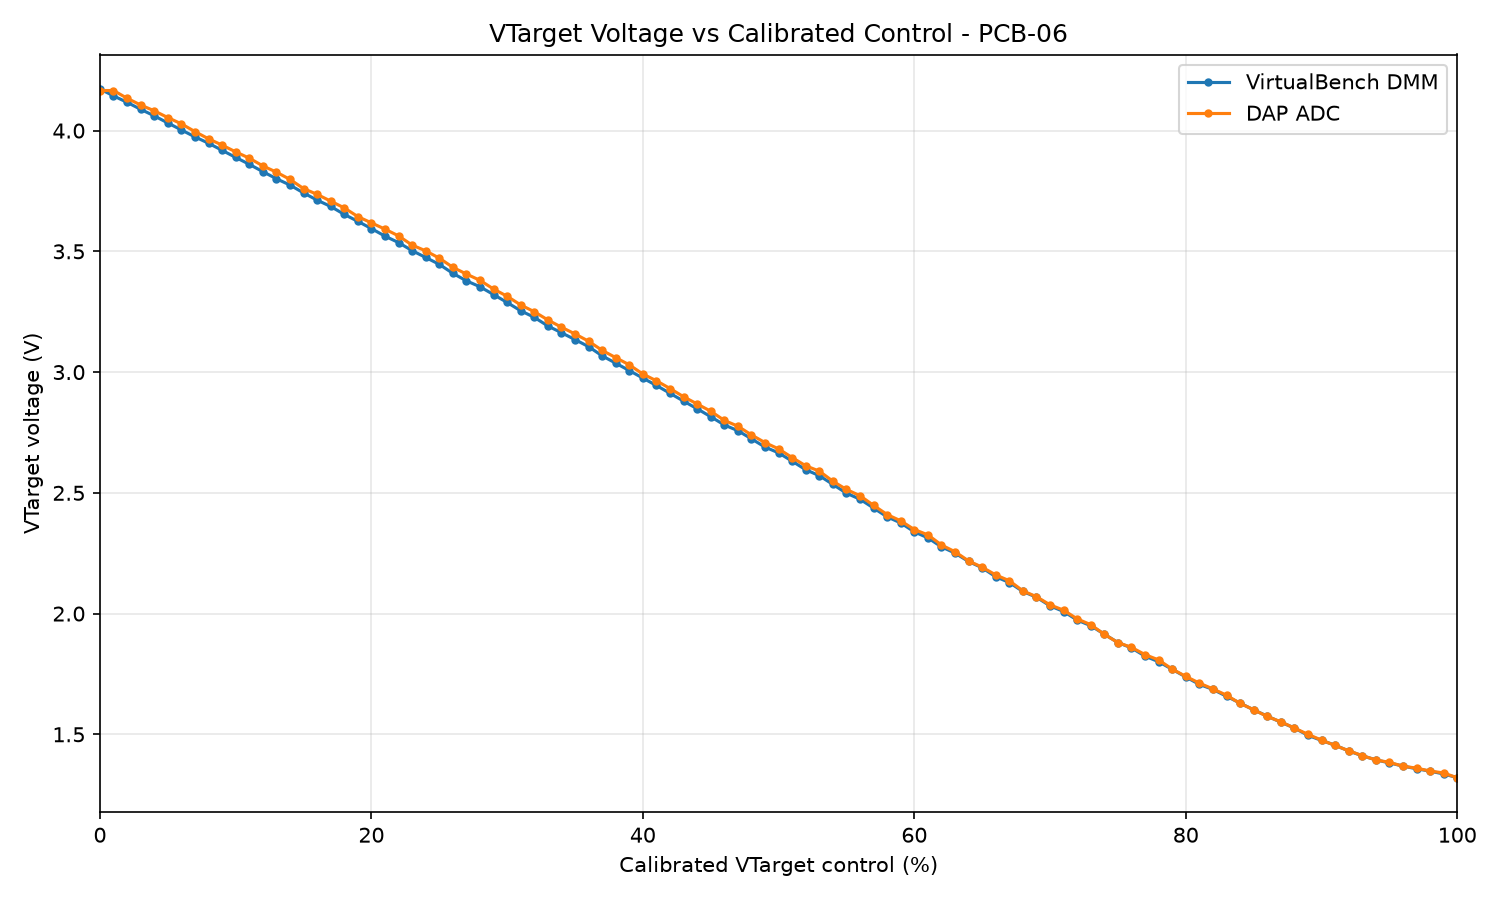 VTarget Voltage vs Calibrated Control - PCB-06
VirtualBench DMM
DAP ADC
VTarget voltage (V)
4.0
3.5
3.0
2.5
2.0
1.5
0
20
40
60
80
100
Calibrated VTarget control (%)